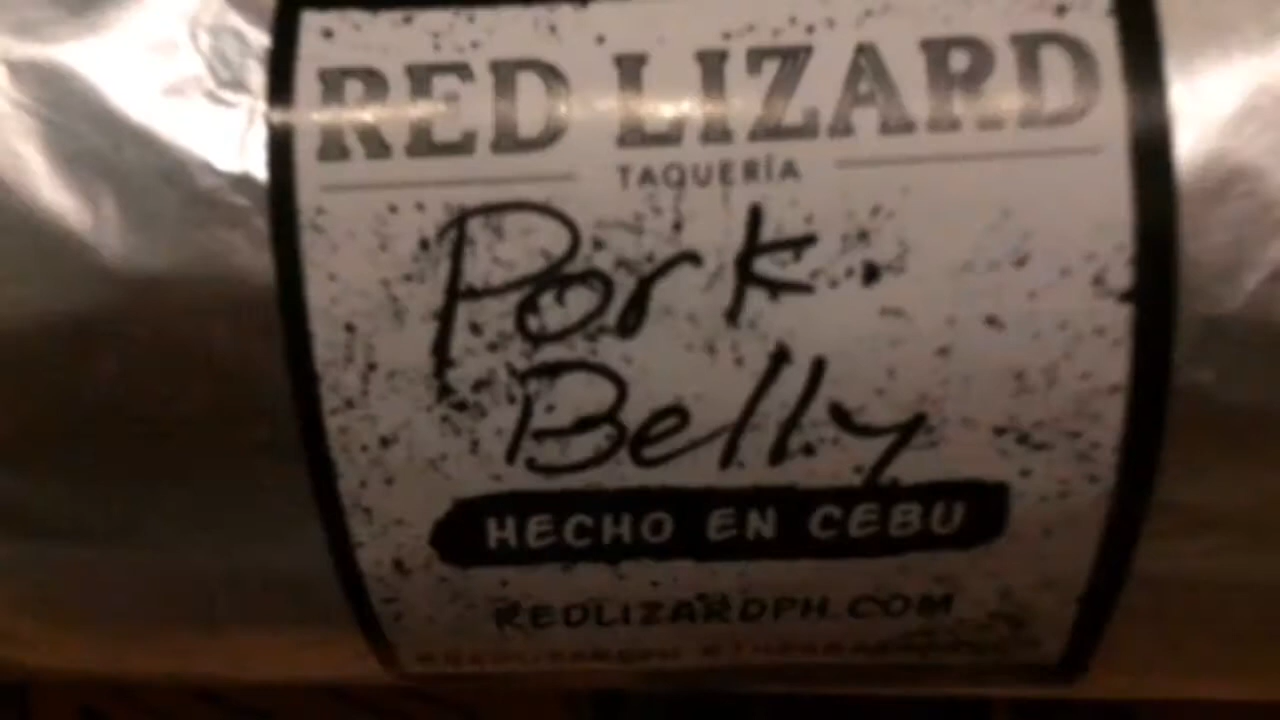 RED LIZARD
TAQUERÍA
Pork
Belly
HECHO EN CEBU
REDLIZARDPH.COM